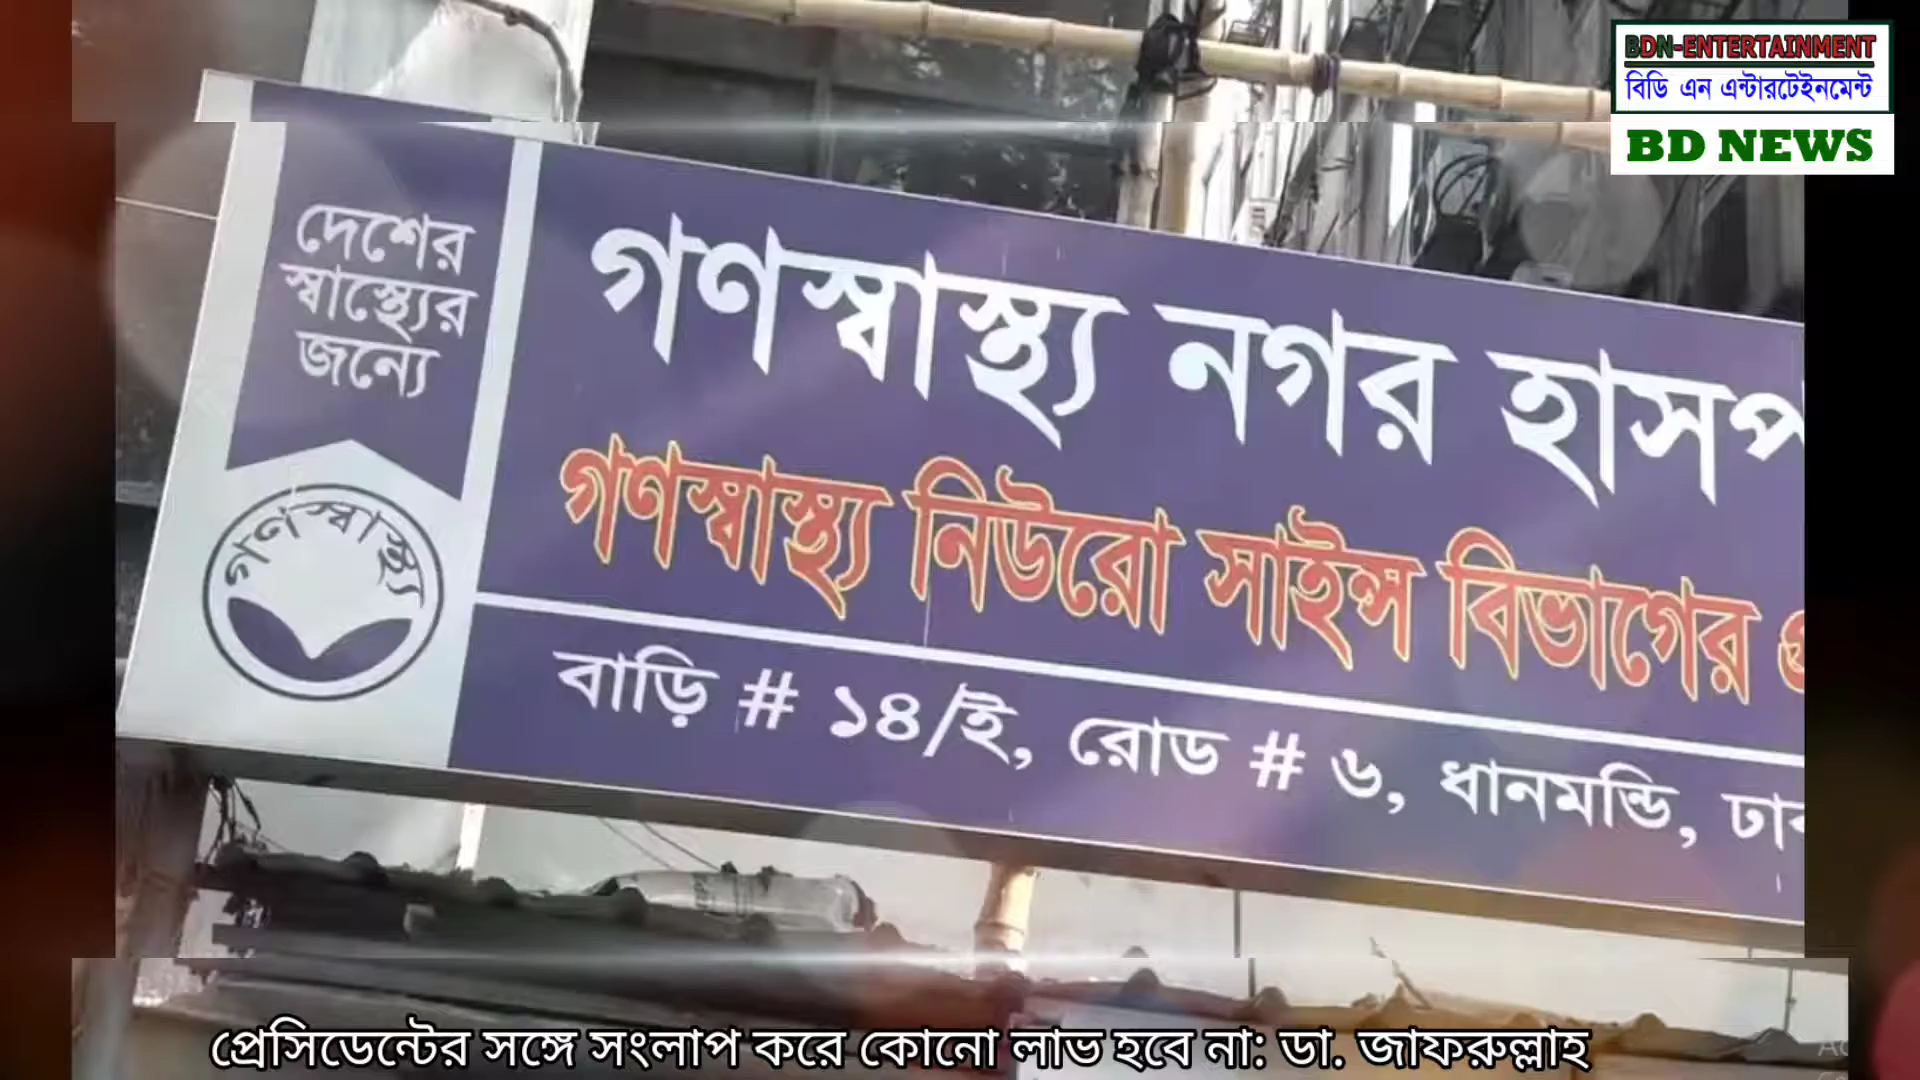 BDN-ENTERTAINMENT
বিডি এন এন্টারটেইনমেন্ট
BD NEWS
দেশের
স্বাস্থ্যের
জন্যে
গণস্বাস্থ্য নগর হাসপ
গণস্বাস্থ্য নিউরো সাইন্স বিভাগের
গণস্বাস্থ্য
বাড়ি # ১৪/ই, রোড # ৬, ধানমন্ডি, ঢাক
প্রেসিডেন্টের সঙ্গে সংলাপ করে কোনো লাভ হবে না: ডা. জাফরুল্লাহ